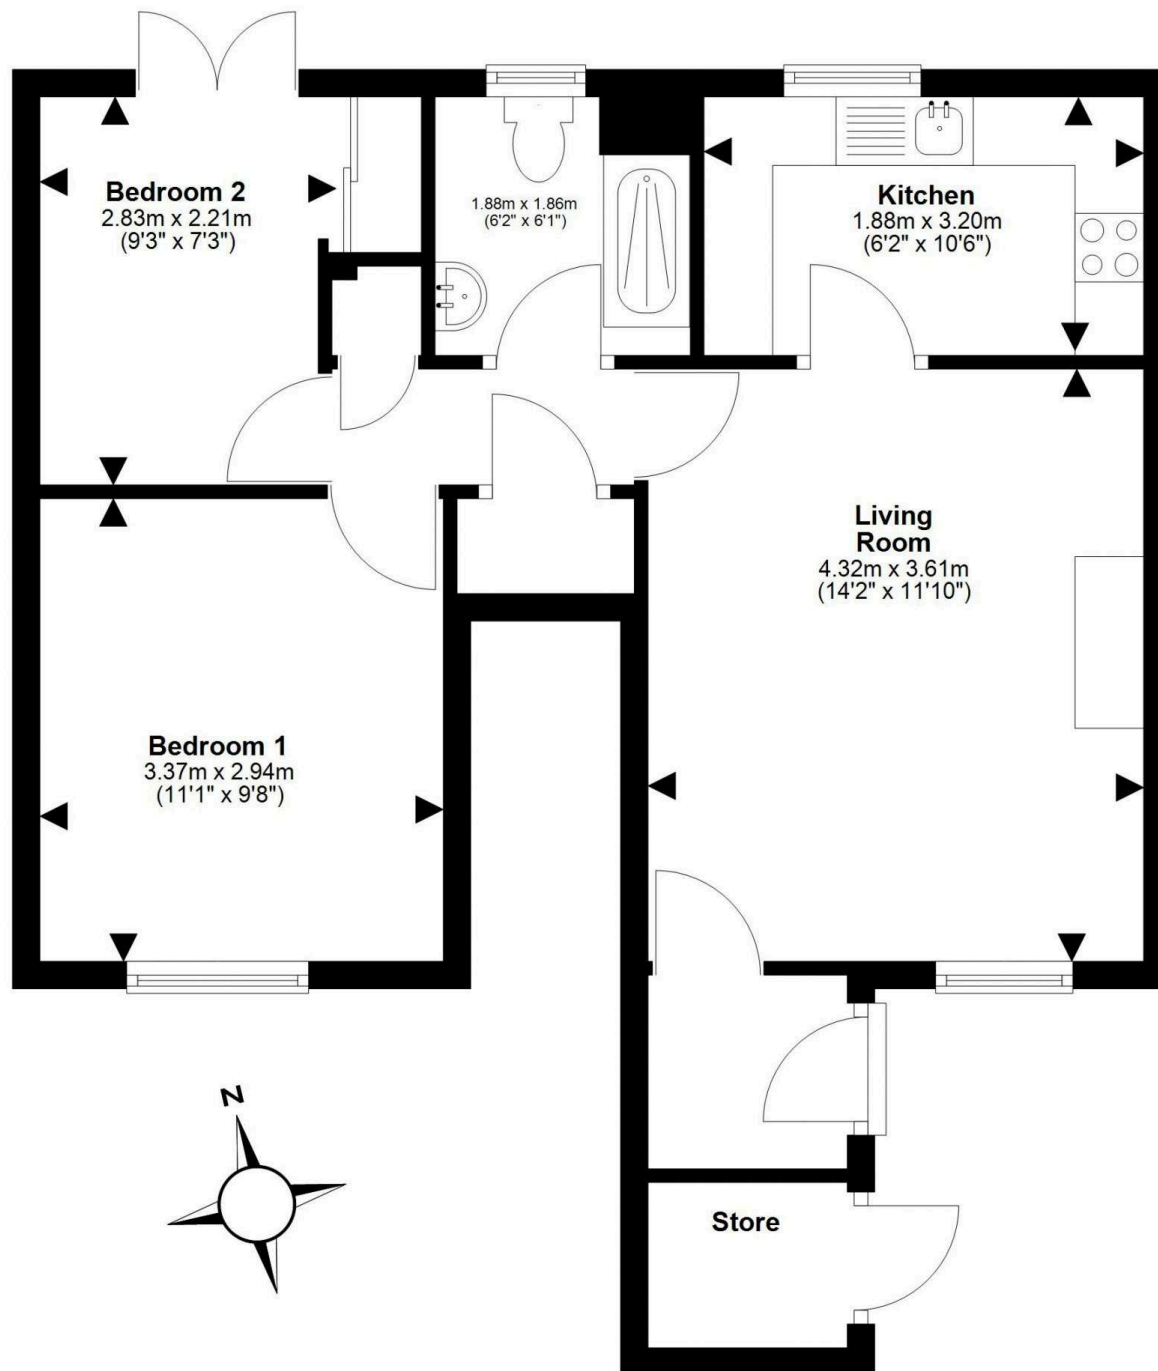 Bedroom 2
2.83m x 2.21m
(9'3" x 7'3")
1.88m x 1.86m
(6'2" x 6'1")
Kitchen
1.88m x 3.20m
(6'2" x 10'6")
Living
Room
4.32m x 3.61m
(14'2" x 11'10")
Bedroom 1
3.37m x 2.94m
(11'1" x 9'8")
N
Store